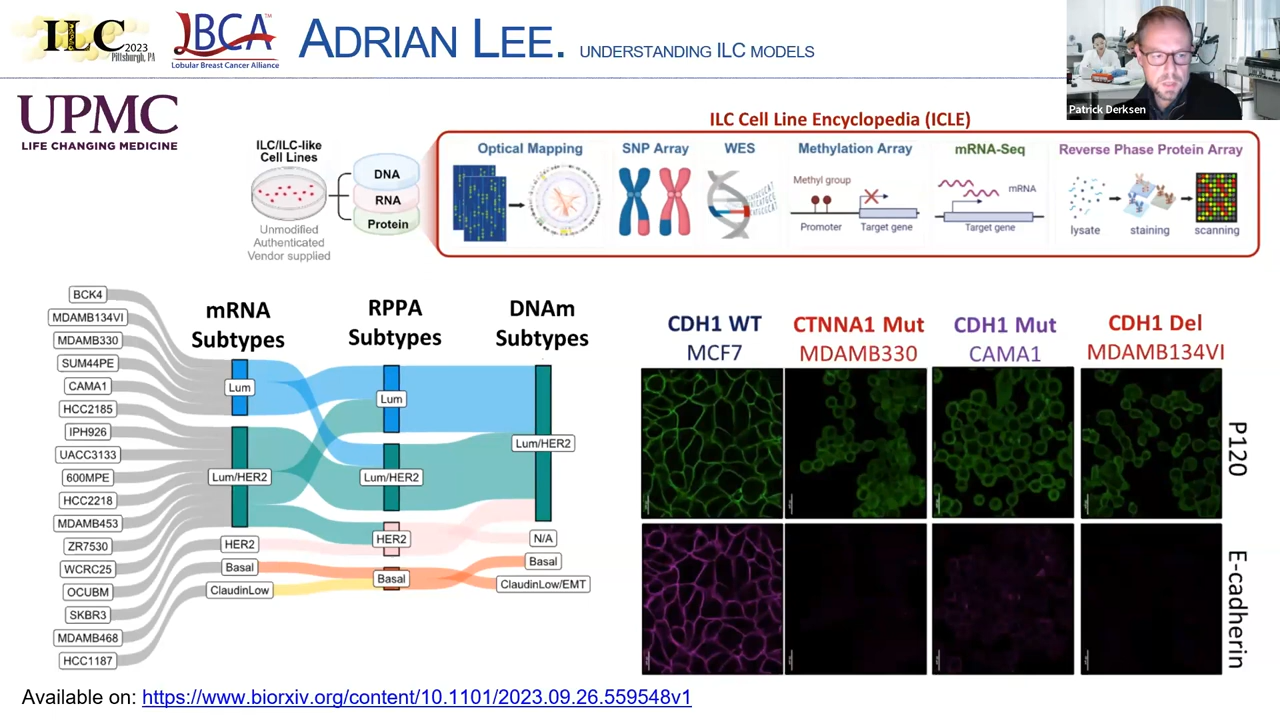 ILC 2023
Pittsburgh, PA
LBCA™
Lobular Breast Cancer Alliance
ADRIAN LEE. UNDERSTANDING ILC MODELS
Patrick Derksen
UPMC
LIFE CHANGING MEDICINE
ILC Cell Line Encyclopedia (ICLE)
ILC/ILC-like
Cell Lines
DNA
RNA
Protein
Unmodified
Authenticated
Vendor supplied
Optical Mapping
SNP Array
WES
Methylation Array
Methyl group
Promoter
Target gene
mRNA-Seq
mRNA
Target gene
Reverse Phase Protein Array
lysate
staining
scanning
BCK4
MDAMB134VI
MDAMB330
SUM44PE
CAMA1
HCC2185
IPH926
UACC3133
600MPE
HCC2218
MDAMB453
ZR7530
WCRC25
OCUBM
SKBR3
MDAMB468
HCC1187
mRNA
Subtypes
Lum
Lum/HER2
HER2
Basal
ClaudinLow
RPPA
Subtypes
Lum
Lum/HER2
HER2
Basal
DNAm
Subtypes
Lum/HER2
N/A
Basal
ClaudinLow/EMT
CDH1 WT
MCF7
CTNNA1 Mut
MDAMB330
CDH1 Mut
CAMA1
CDH1 Del
MDAMB134VI
P120
E-cadherin
Available on: https://www.biorxiv.org/content/10.1101/2023.09.26.559548v1